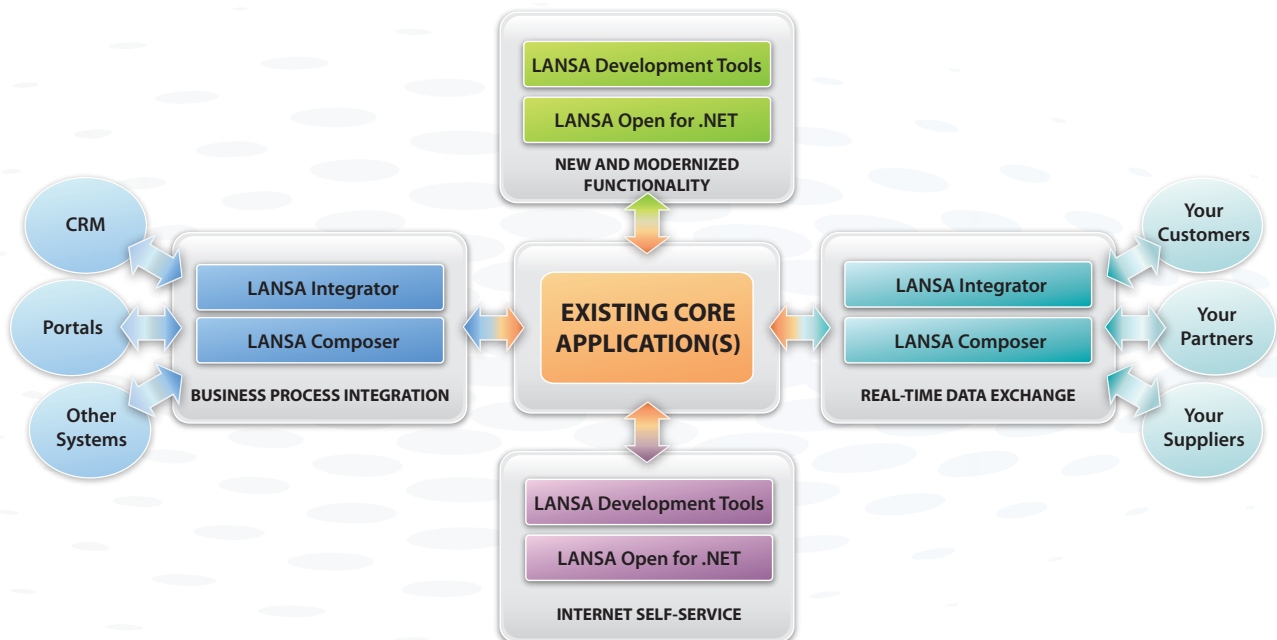 LANSA Development Tools
LANSA Open for .NET
NEW AND MODERNIZED
FUNCTIONALITY
CRM
Portals
Other
Systems
LANSA Integrator
LANSA Composer
BUSINESS PROCESS INTEGRATION
EXISTING CORE
APPLICATION(S)
LANSA Integrator
LANSA Composer
REAL-TIME DATA EXCHANGE
Your
Customers
Your
Partners
Your
Suppliers
LANSA Development Tools
LANSA Open for .NET
INTERNET SELF-SERVICE